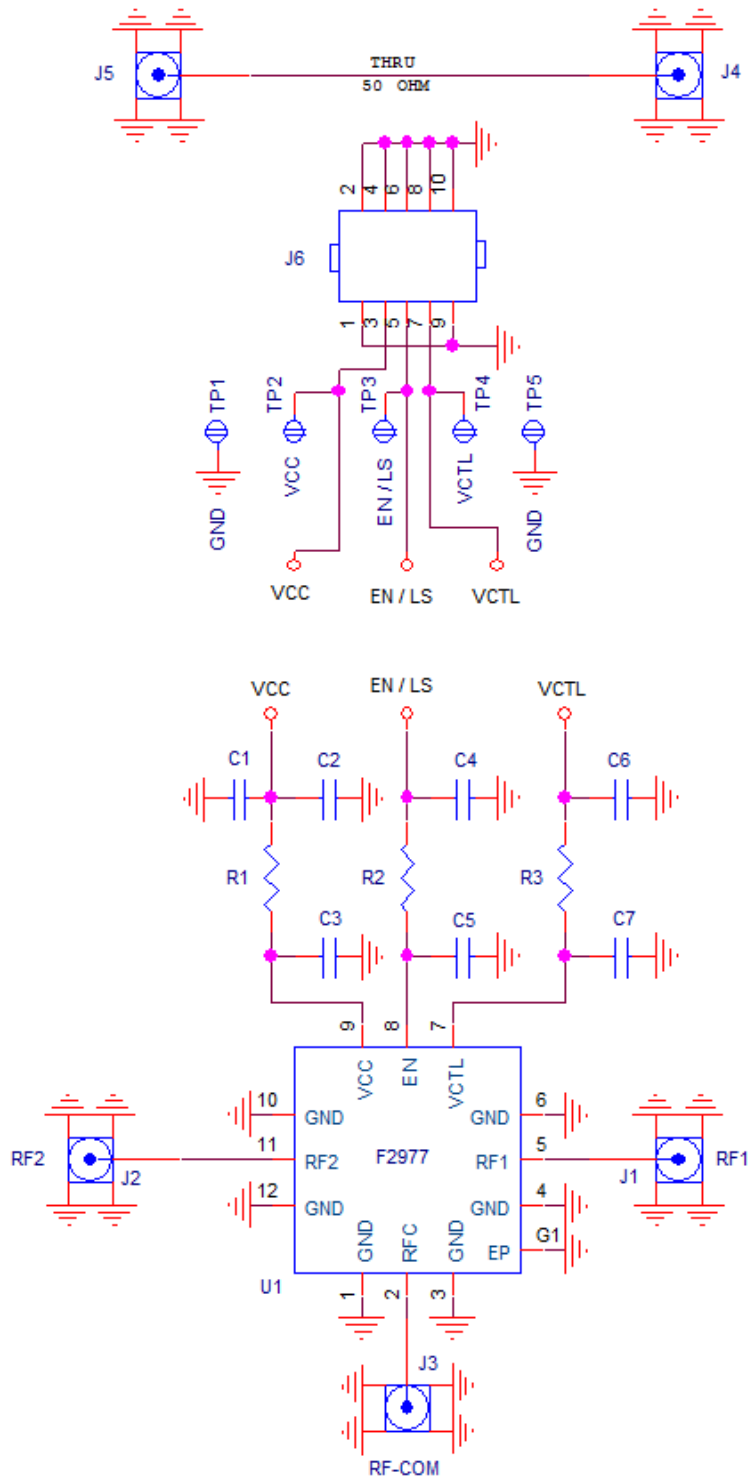 J5
THRU
50 OHM
J4
2
4
6
8
10
J6
1
3
5
7
9
TP1
TP2
TP3
TP4
TP5
GND
VCC
EN/LS
VCTL
GND
VCC
EN / LS
VCTL
VCC
EN / LS
VCTL
C1
C2
C4
C6
R1
R2
R3
C3
C5
C7
9
8
7
VCC
EN
VCTL
10
GND
GND
6
RF2
J2
11
RF2
F2977
RF1
5
J1
RF1
12
GND
GND
4
EP
G1
GND
RFC
GND
U1
1
2
3
J3
RF-COM